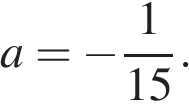 a = −1/15.